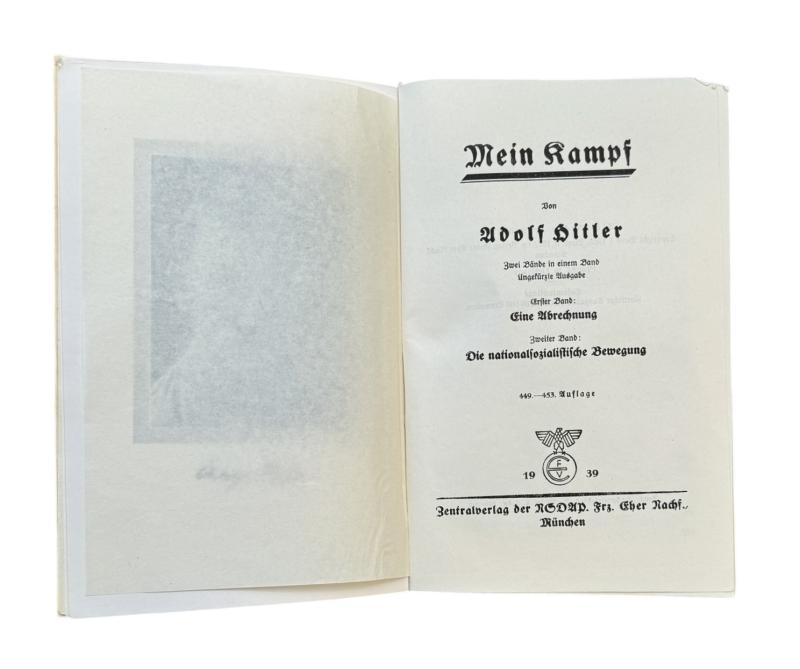 Mein Kampf
Von
Adolf Hitler
Zwei Bände in einem Band
Ungekürzte Ausgabe
Erster Band:
Eine Abrechnung
Zweiter Band:
Die nationalsozialistische Bewegung
449.—453. Auflage
F
E
V
19 39
Zentralverlag der NSDAP. Frz. Eher Nachf.,
München